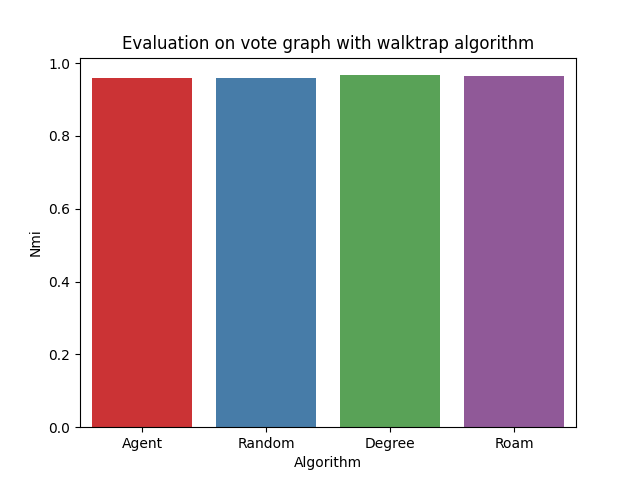 Evaluation on vote graph with walktrap algorithm
1.0
0.8
0.6
0.4
0.2
0.0
Nmi
Agent Random Degree Roam
Algorithm